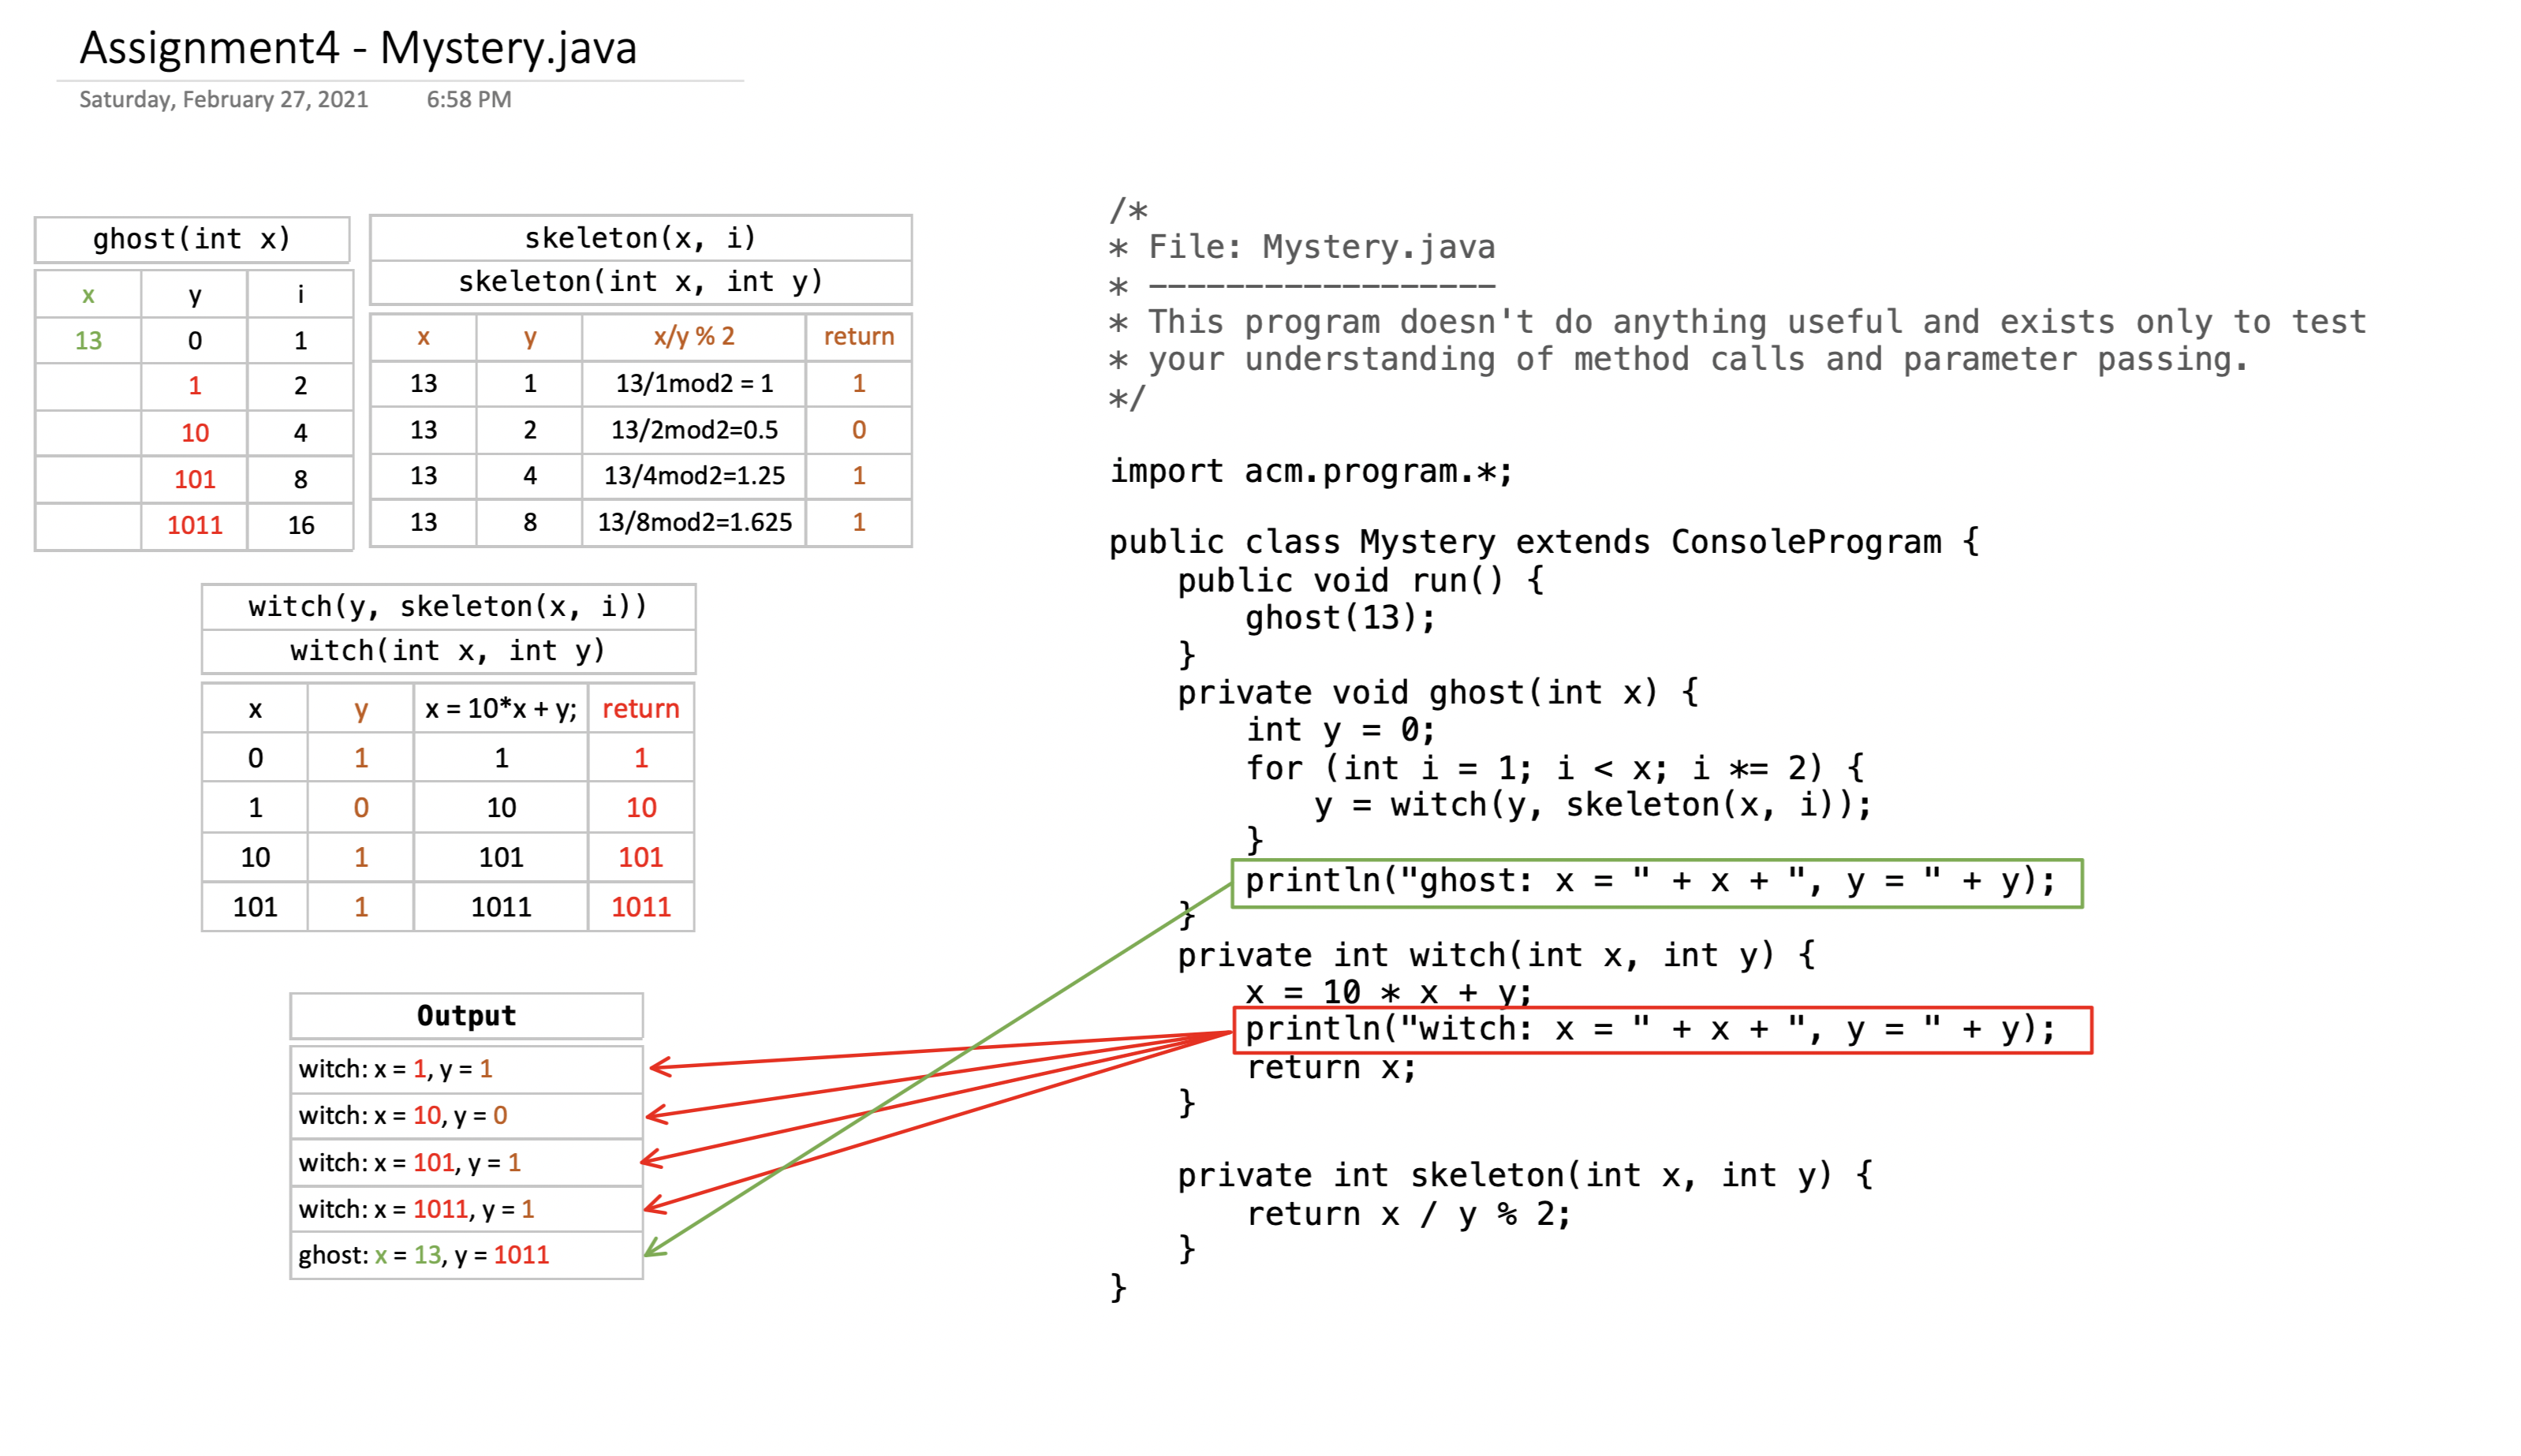 Assignment4 - Mystery.java
Saturday, February 27, 2021 6:58 PM
ghost(int x)
x y i
13 0 1
1 2
10 4
101 8
1011 16
skeleton(x, i)
skeleton(int x, int y)
x y x/y % 2 return
13 1 13/1mod2 = 1 1
13 2 13/2mod2=0.5 0
13 4 13/4mod2=1.25 1
13 8 13/8mod2=1.625 1
witch(y, skeleton(x, i))
witch(int x, int y)
x y x = 10*x + y; return
0 1 1 1
1 0 10 10
10 1 101 101
101 1 1011 1011
Output
witch: x = 1, y = 1
witch: x = 10, y = 0
witch: x = 101, y = 1
witch: x = 1011, y = 1
ghost: x = 13, y = 1011
/*
* File: Mystery.java
* ------------------
* This program doesn't do anything useful and exists only to test
* your understanding of method calls and parameter passing.
*/
import acm.program.*;
public class Mystery extends ConsoleProgram {
public void run() {
ghost(13);
}
private void ghost(int x) {
int y = 0;
for (int i = 1; i < x; i *= 2) {
y = witch(y, skeleton(x, i));
}
println("ghost: x = " + x + ", y = " + y);
}
private int witch(int x, int y) {
x = 10 * x + y;
println("witch: x = " + x + ", y = " + y);
return x;
}
private int skeleton(int x, int y) {
return x / y % 2;
}
}